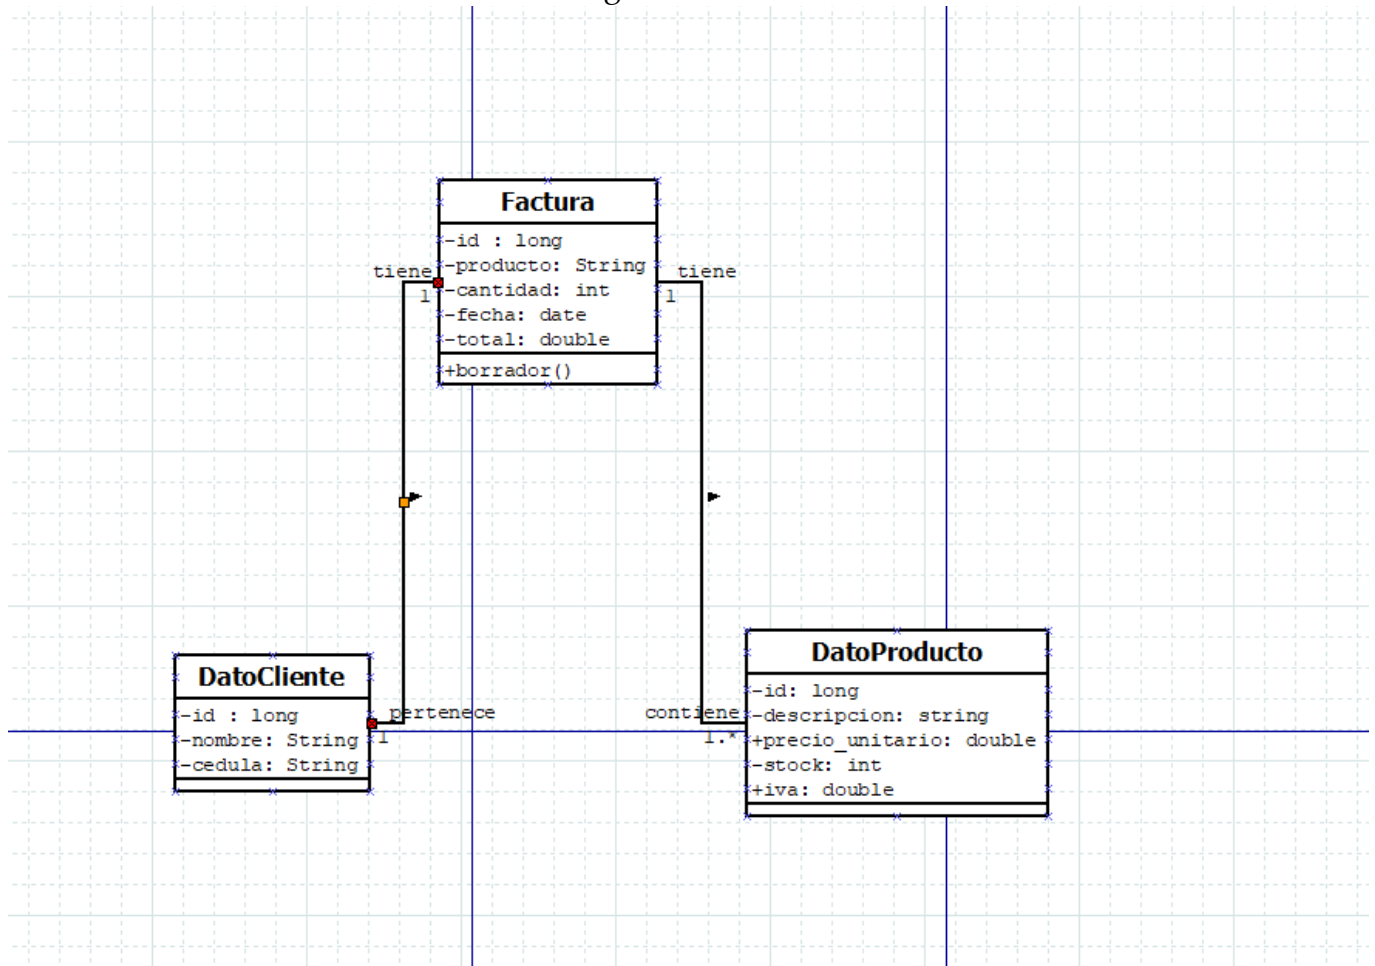 Factura
-id : long
-producto: String
-cantidad: int
-fecha: date
-total: double
+borrador()
tiene
1
tiene
1
DatoCliente
-id : long
-nombre: String
-cedula: String
pertenece
1
contiene
1.*
DatoProducto
-id: long
-descripcion: string
+precio_unitario: double
-stock: int
+iva: double